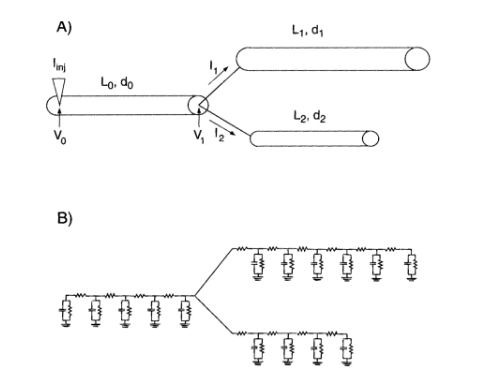 A)
L₁, d₁
I₁
Iinj
L₀, d₀
L₂, d₂
V₀
V₁
I₂
B)